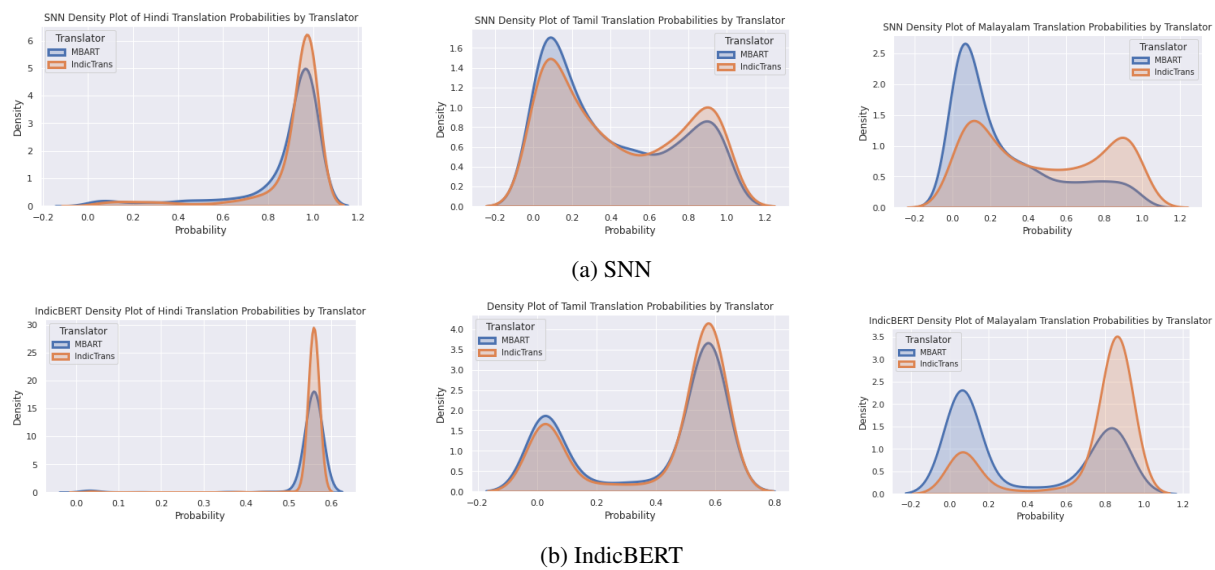 SNN Density Plot of Hindi Translation Probabilities by Translator
6
5
4
3
2
1
0
Density
Translator
MBART
IndicTrans
−0.2 0.0 0.2 0.4 0.6 0.8 1.0 1.2
Probability
SNN Density Plot of Tamil Translation Probabilities by Translator
1.6
1.4
1.2
1.0
0.8
0.6
0.4
0.2
0.0
Density
Translator
MBART
IndicTrans
−0.2 0.0 0.2 0.4 0.6 0.8 1.0 1.2
Probability
SNN Density Plot of Malayalam Translation Probabilities by Translator
2.5
2.0
1.5
1.0
0.5
0.0
Density
Translator
MBART
IndicTrans
−0.2 0.0 0.2 0.4 0.6 0.8 1.0 1.2
Probability
(a) SNN
IndicBERT Density Plot of Hindi Translation Probabilities by Translator
30
25
20
15
10
5
0
Density
Translator
MBART
IndicTrans
0.0 0.1 0.2 0.3 0.4 0.5 0.6
Probability
Density Plot of Tamil Translation Probabilities by Translator
4.0
3.5
3.0
2.5
2.0
1.5
1.0
0.5
0.0
Density
Translator
MBART
IndicTrans
−0.2 0.0 0.2 0.4 0.6 0.8
Probability
IndicBERT Density Plot of Malayalam Translation Probabilities by Translator
3.5
3.0
2.5
2.0
1.5
1.0
0.5
0.0
Density
Translator
MBART
IndicTrans
−0.2 0.0 0.2 0.4 0.6 0.8 1.0 1.2
Probability
(b) IndicBERT